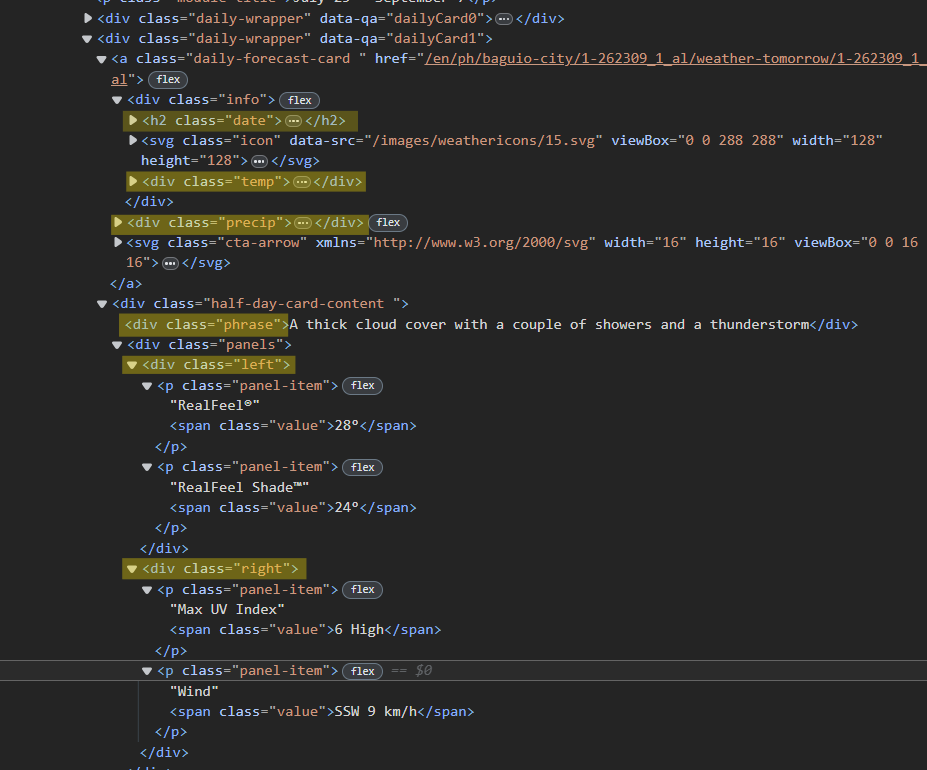 ▶<div class="daily-wrapper" data-qa="dailyCard0">⋯</div>
▼<div class="daily-wrapper" data-qa="dailyCard1">
▼<a class="daily-forecast-card " href="/en/ph/baguio-city/1-262309_1_al/weather-tomorrow/1-262309_1_
al"> flex
▼<div class="info"> flex
▶<h2 class="date">⋯</h2>
▶<svg class="icon" data-src="/images/weathericons/15.svg" viewBox="0 0 288 288" width="128"
height="128">⋯</svg>
▶<div class="temp">⋯</div>
</div>
▶<div class="precip">⋯</div> flex
▶<svg class="cta-arrow" xmlns="http://www.w3.org/2000/svg" width="16" height="16" viewBox="0 0 16
16">⋯</svg>
</a>
▼<div class="half-day-card-content ">
<div class="phrase">A thick cloud cover with a couple of showers and a thunderstorm</div>
▼<div class="panels">
▼<div class="left">
▼<p class="panel-item"> flex
"RealFeel®"
<span class="value">28°</span>
</p>
▼<p class="panel-item"> flex
"RealFeel Shade™"
<span class="value">24°</span>
</p>
</div>
▼<div class="right">
▼<p class="panel-item"> flex
"Max UV Index"
<span class="value">6 High</span>
</p>
▼<p class="panel-item"> flex == $0
"Wind"
<span class="value">SSW 9 km/h</span>
</p>
</div>